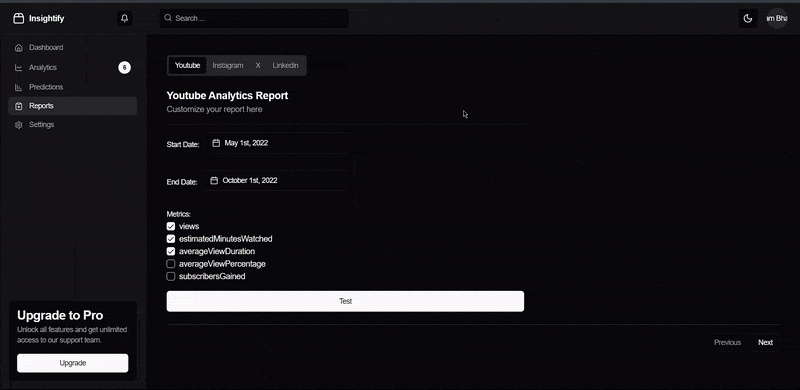 Insightify
Search ...
Dashboard
Analytics
6
Predictions
Reports
Settings
Youtube
Instagram
X
LinkedIn
Youtube Analytics Report
Customize your report here
Start Date:
May 1st, 2022
End Date:
October 1st, 2022
Metrics:
views
estimatedMinutesWatched
averageViewDuration
averageViewPercentage
subscribersGained
Test
Previous
Next
Upgrade to Pro
Unlock all features and get unlimited
access to our support team.
Upgrade